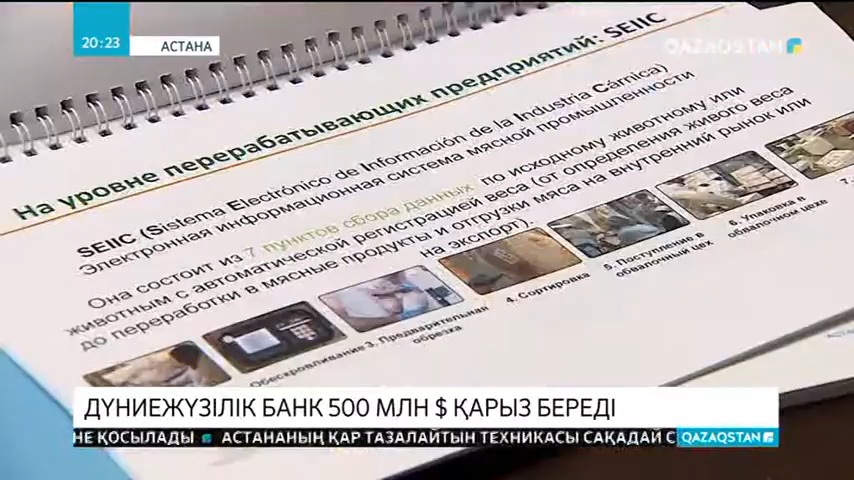 20:23
АСТАНА
QAZAQSTAN
На уровне перерабатывающих предприятий: SEIIC
SEIIC (Sistema Electrónico de Información de la Industria Cárnica)
Электронная информационная система мясной промышленности
Она состоит из 7 пунктов сбора данных по исходному животному или
животным с автоматической регистрацией веса (от определения живого веса
до переработки в мясные продукты и отгрузки мяса на внутренний рынок или
на экспорт).
Обескровливание
3. Предварительная
обрезка
4. Сортировка
5. Поступление в
обвалочный цех
6. Упаковка в
обвалочном цехе
7.
ДҮНИЕЖҮЗІЛІК БАНК 500 МЛН $ ҚАРЫЗ БЕРЕДІ
НЕ ҚОСЫЛАДЫ АСТАНАНЫҢ ҚАР ТАЗАЛАЙТЫН ТЕХНИКАСЫ САҚАДАЙ С
QAZAQSTAN